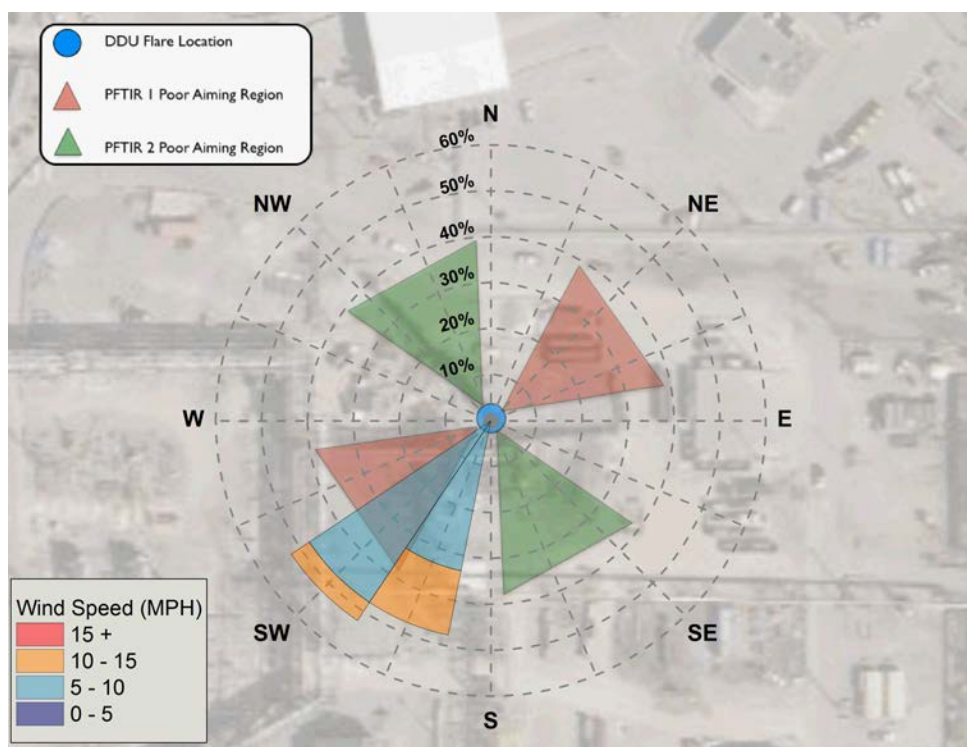 DDU Flare Location
PFTIR 1 Poor Aiming Region
PFTIR 2 Poor Aiming Region
N
60%
50%
40%
30%
20%
10%
NW
NE
W
E
SW
SE
S
Wind Speed (MPH)
15 +
10 - 15
5 - 10
0 - 5